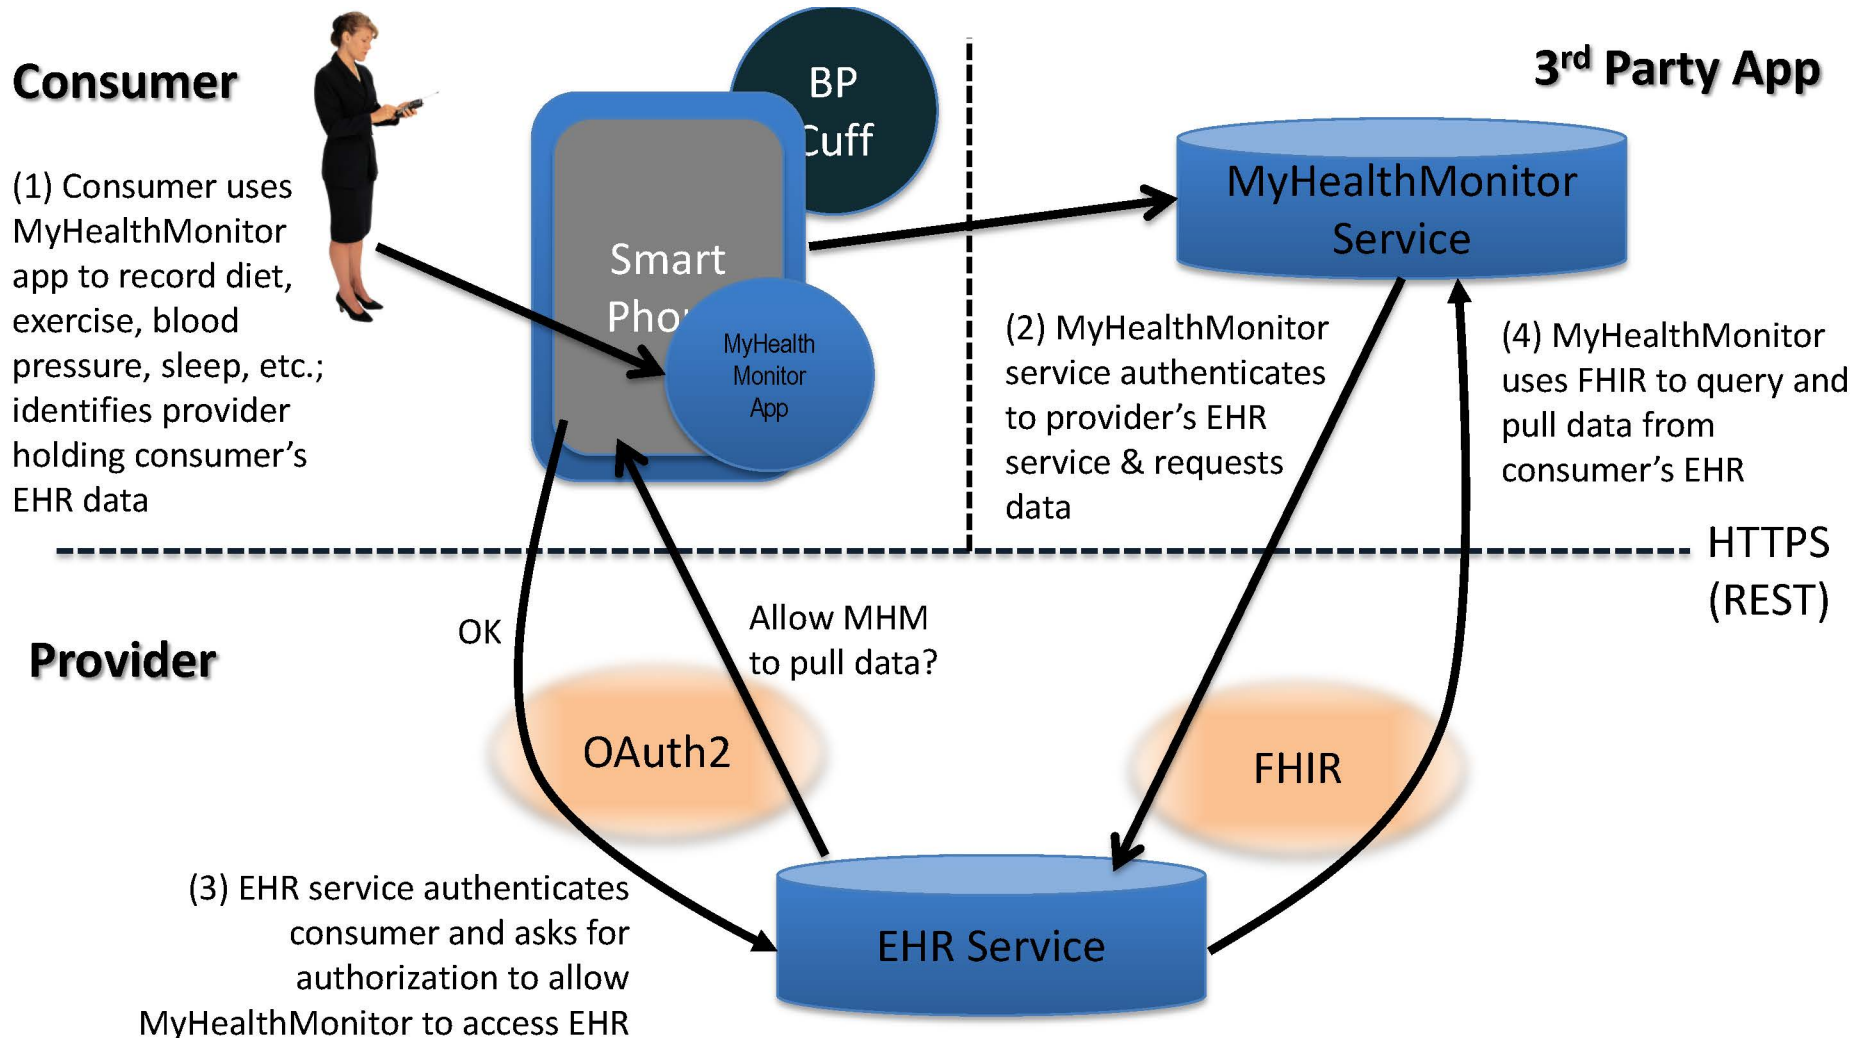 Consumer
(1) Consumer uses
MyHealthMonitor
app to record diet,
exercise, blood
pressure, sleep, etc.;
identifies provider
holding consumer's
EHR data
BP
Cuff
Smart
Phone
MyHealth
Monitor
App
3rd Party App
MyHealthMonitor
Service
(2) MyHealthMonitor
service authenticates
to provider's EHR
service & requests
data
(4) MyHealthMonitor
uses FHIR to query and
pull data from
consumer's EHR
HTTPS
(REST)
Provider
OK
Allow MHM
to pull data?
OAuth2
FHIR
(3) EHR service authenticates
consumer and asks for
authorization to allow
MyHealthMonitor to access EHR
EHR Service